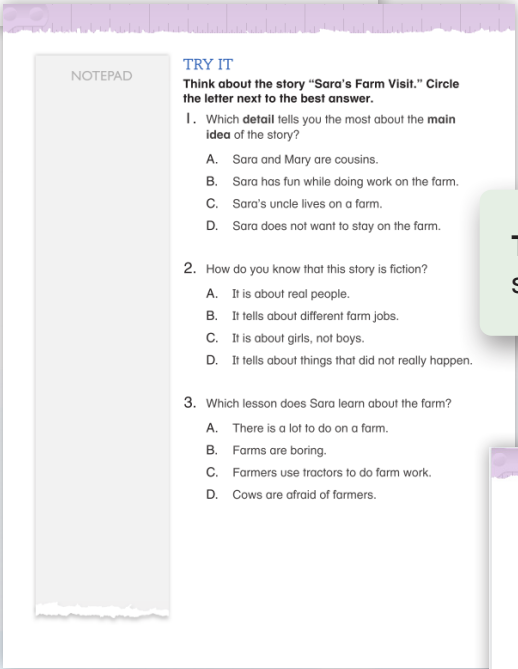 NOTEPAD
TRY IT
Think about the story “Sara’s Farm Visit.” Circle
the letter next to the best answer.
1. Which detail tells you the most about the main
idea of the story?
A. Sara and Mary are cousins.
B. Sara has fun while doing work on the farm.
C. Sara’s uncle lives on a farm.
D. Sara does not want to stay on the farm.
2. How do you know that this story is fiction?
A. It is about real people.
B. It tells about different farm jobs.
C. It is about girls, not boys.
D. It tells about things that did not really happen.
3. Which lesson does Sara learn about the farm?
A. There is a lot to do on a farm.
B. Farms are boring.
C. Farmers use tractors to do farm work.
D. Cows are afraid of farmers.